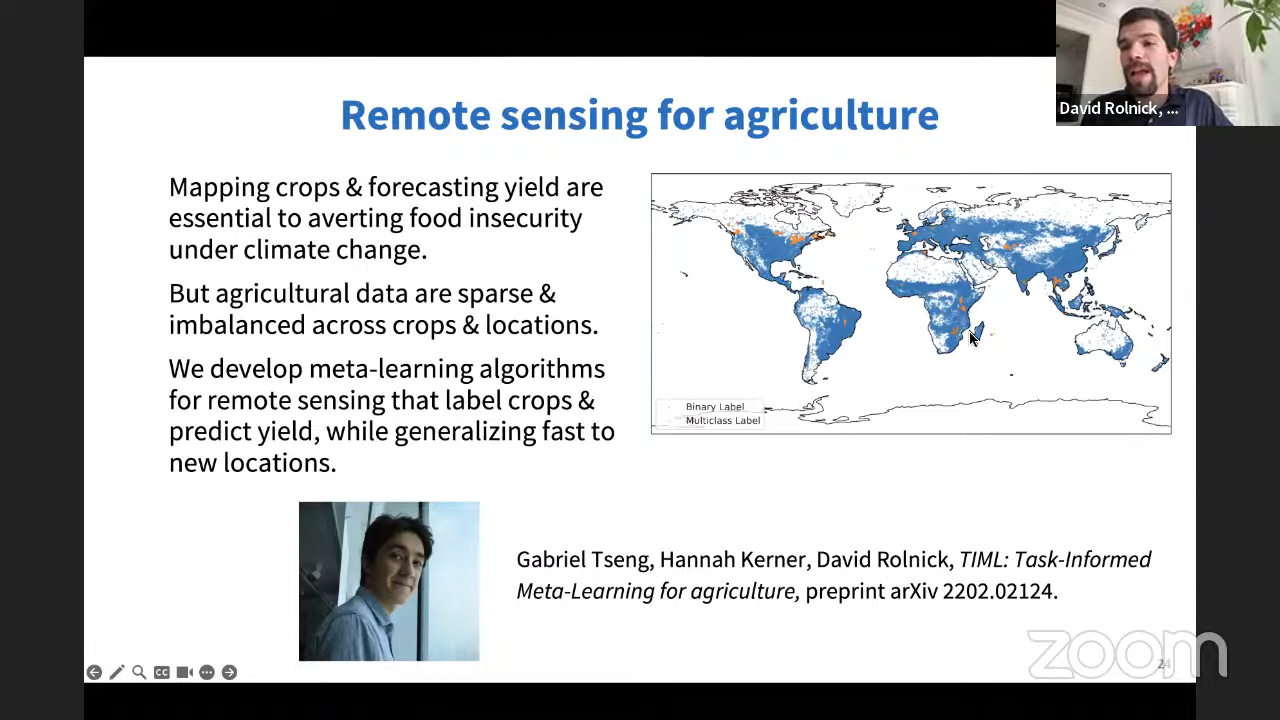 David Rolnick, ...
Remote sensing for agriculture
Mapping crops & forecasting yield are
essential to averting food insecurity
under climate change.
But agricultural data are sparse &
imbalanced across crops & locations.
We develop meta-learning algorithms
for remote sensing that label crops &
predict yield, while generalizing fast to
new locations.
Binary Label
Multiclass Label
Gabriel Tseng, Hannah Kerner, David Rolnick, TIML: Task-Informed
Meta-Learning for agriculture, preprint arXiv 2202.02124.
zoom
24
CC